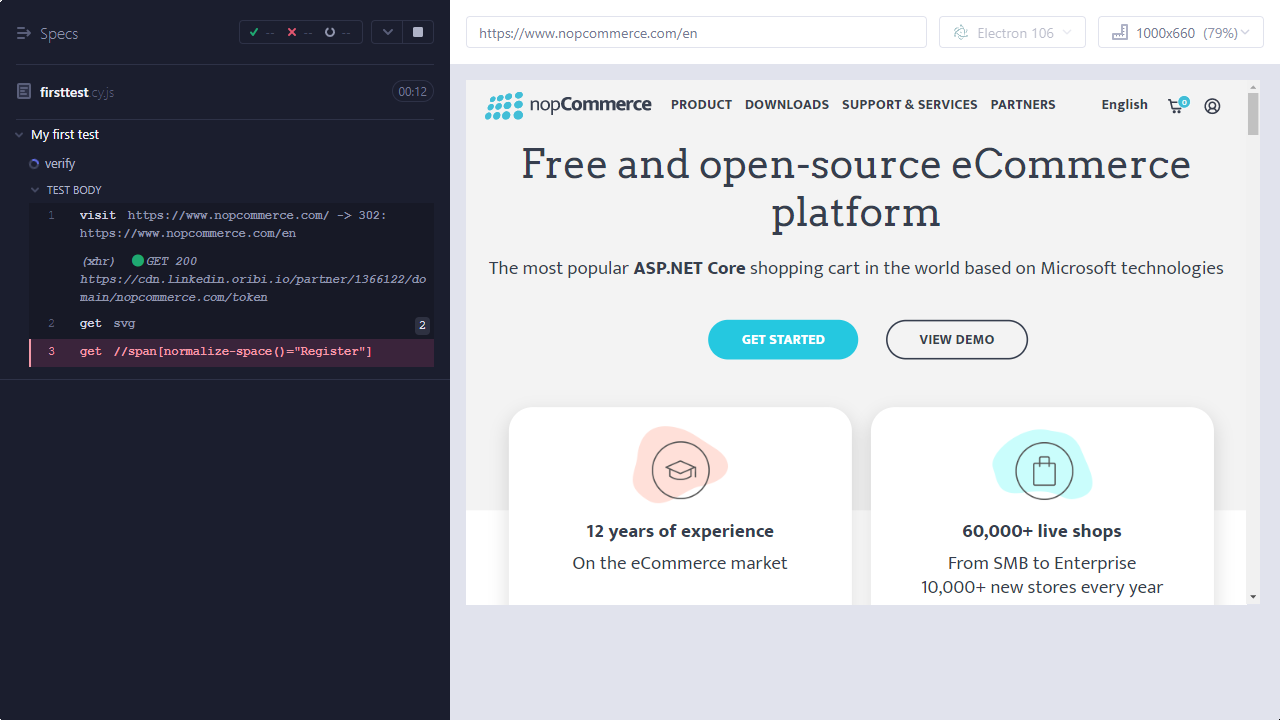 Specs
-- -- --
firsttest.cy.js 00:12
My first test
verify
TEST BODY
1 visit https://www.nopcommerce.com/ -> 302:
https://www.nopcommerce.com/en
(xhr) GET 200
https://cdn.linkedin.oribi.io/partner/1366122/do
main/nopcommerce.com/token
2 get svg 2
3 get //span[normalize-space()="Register"]
https://www.nopcommerce.com/en
Electron 106
1000x660 (79%)
nopCommerce PRODUCT DOWNLOADS SUPPORT & SERVICES PARTNERS English 0
Free and open-source eCommerce
platform
The most popular ASP.NET Core shopping cart in the world based on Microsoft technologies
GET STARTED VIEW DEMO
12 years of experience
On the eCommerce market
60,000+ live shops
From SMB to Enterprise
10,000+ new stores every year